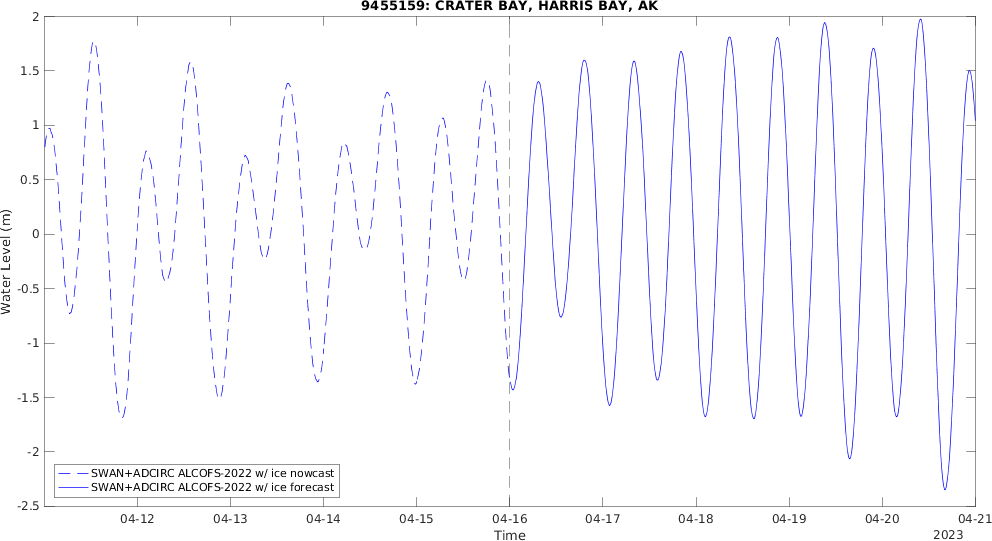 9455159: CRATER BAY, HARRIS BAY, AK
2
1.5
1
0.5
0
-0.5
-1
-1.5
-2
-2.5
Water Level (m)
SWAN+ADCIRC ALCOFS-2022 w/ ice nowcast
SWAN+ADCIRC ALCOFS-2022 w/ ice forecast
04-12 04-13 04-14 04-15 04-16 04-17 04-18 04-19 04-20 04-21
Time
2023